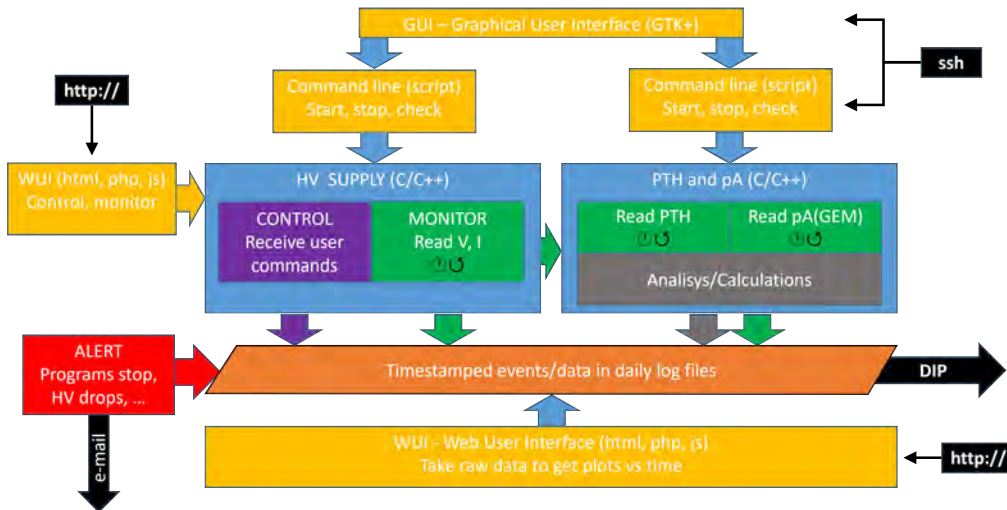 GUI – Graphical User Interface (GTK+)
ssh
http://
Command line (script)
Start, stop, check
Command line (script)
Start, stop, check
WUI (html, php, js)
Control, monitor
HV SUPPLY (C/C++)
CONTROL
Receive user
commands
MONITOR
Read V, I
PTH and pA (C/C++)
Read PTH
Read pA(GEM)
Analisys/Calculations
ALERT
Programs stop,
HV drops, ...
Timestamped events/data in daily log files
DIP
e-mail
WUI - Web User Interface (html, php, js)
Take raw data to get plots vs time
http://